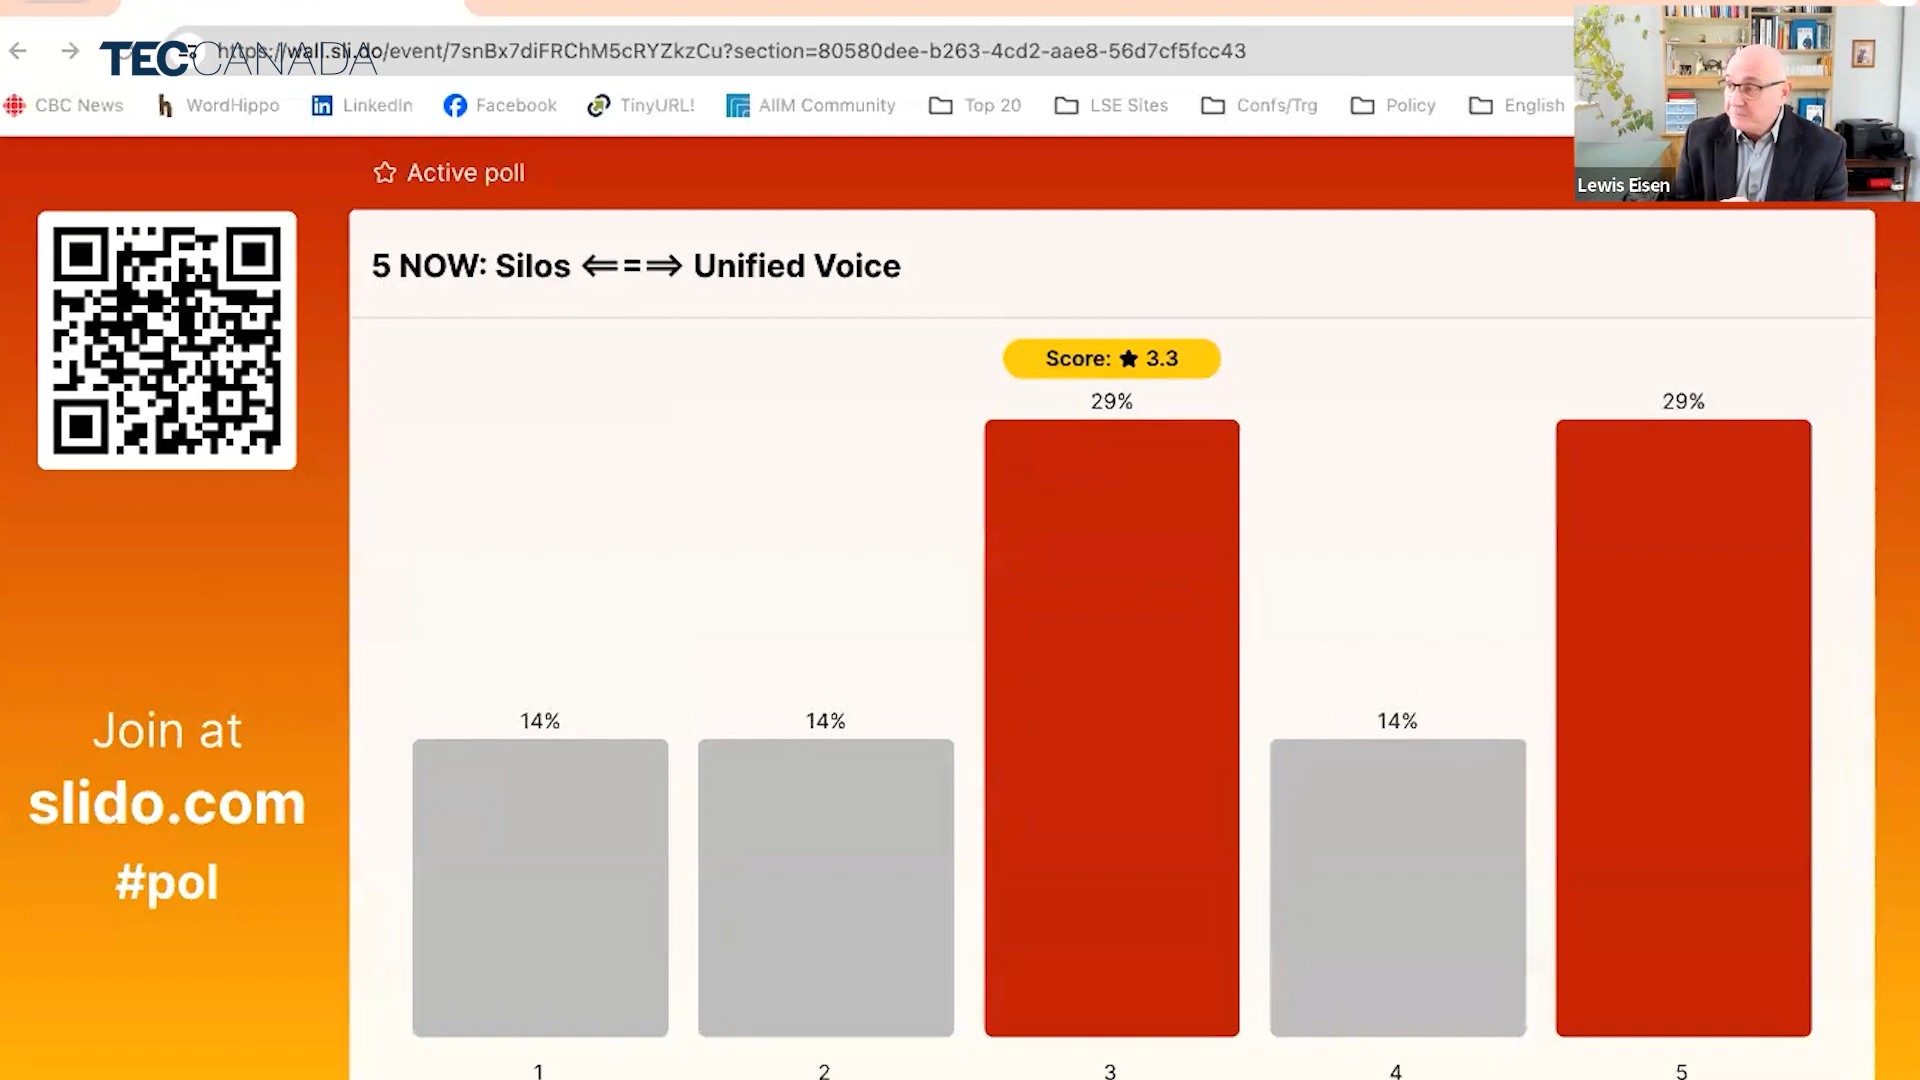 TEC CANADA
https://wall.sli.do/event/7snBx7diFRChM5cRYZkzCu?section=80580dee-b263-4cd2-aae8-56d7cf5fcc43
CBC News WordHippo LinkedIn Facebook TinyURL! AIIM Community Top 20 LSE Sites Confs/Trg Policy English
Lewis Eisen
Active poll
5 NOW: Silos <==> Unified Voice
Score: ★ 3.3
29% 29%
14% 14% 14%
1 2 3 4 5
Join at
slido.com
#pol